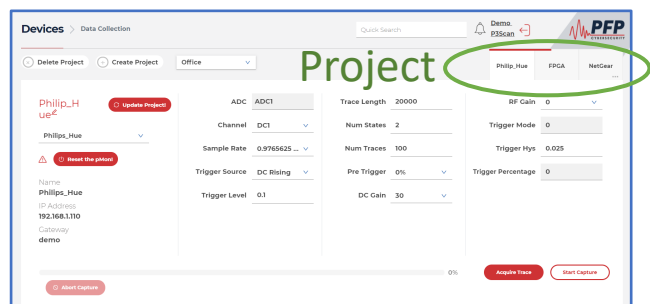 Devices > Data Collection
Quick Search
Demo
P3Scan
PFP
CYBERSECURITY
Delete Project
Create Project
Office
Project
Philip_Hue
FPGA
NetGear
...
Philip_H
ue
Update Project!
Philips_Hue
Reset the pMon!
Name
Philips_Hue
IP Address
192.168.1.110
Gateway
demo
ADC ADC1
Channel DC1
Sample Rate 0.9765625 ...
Trigger Source DC Rising
Trigger Level 0.1
Trace Length 20000
Num States 2
Num Traces 100
Pre Trigger 0%
DC Gain 30
RF Gain 0
Trigger Mode 0
Trigger Hys 0.025
Trigger Percentage 0
0%
Acquire Trace
Start Capture
Abort Capture